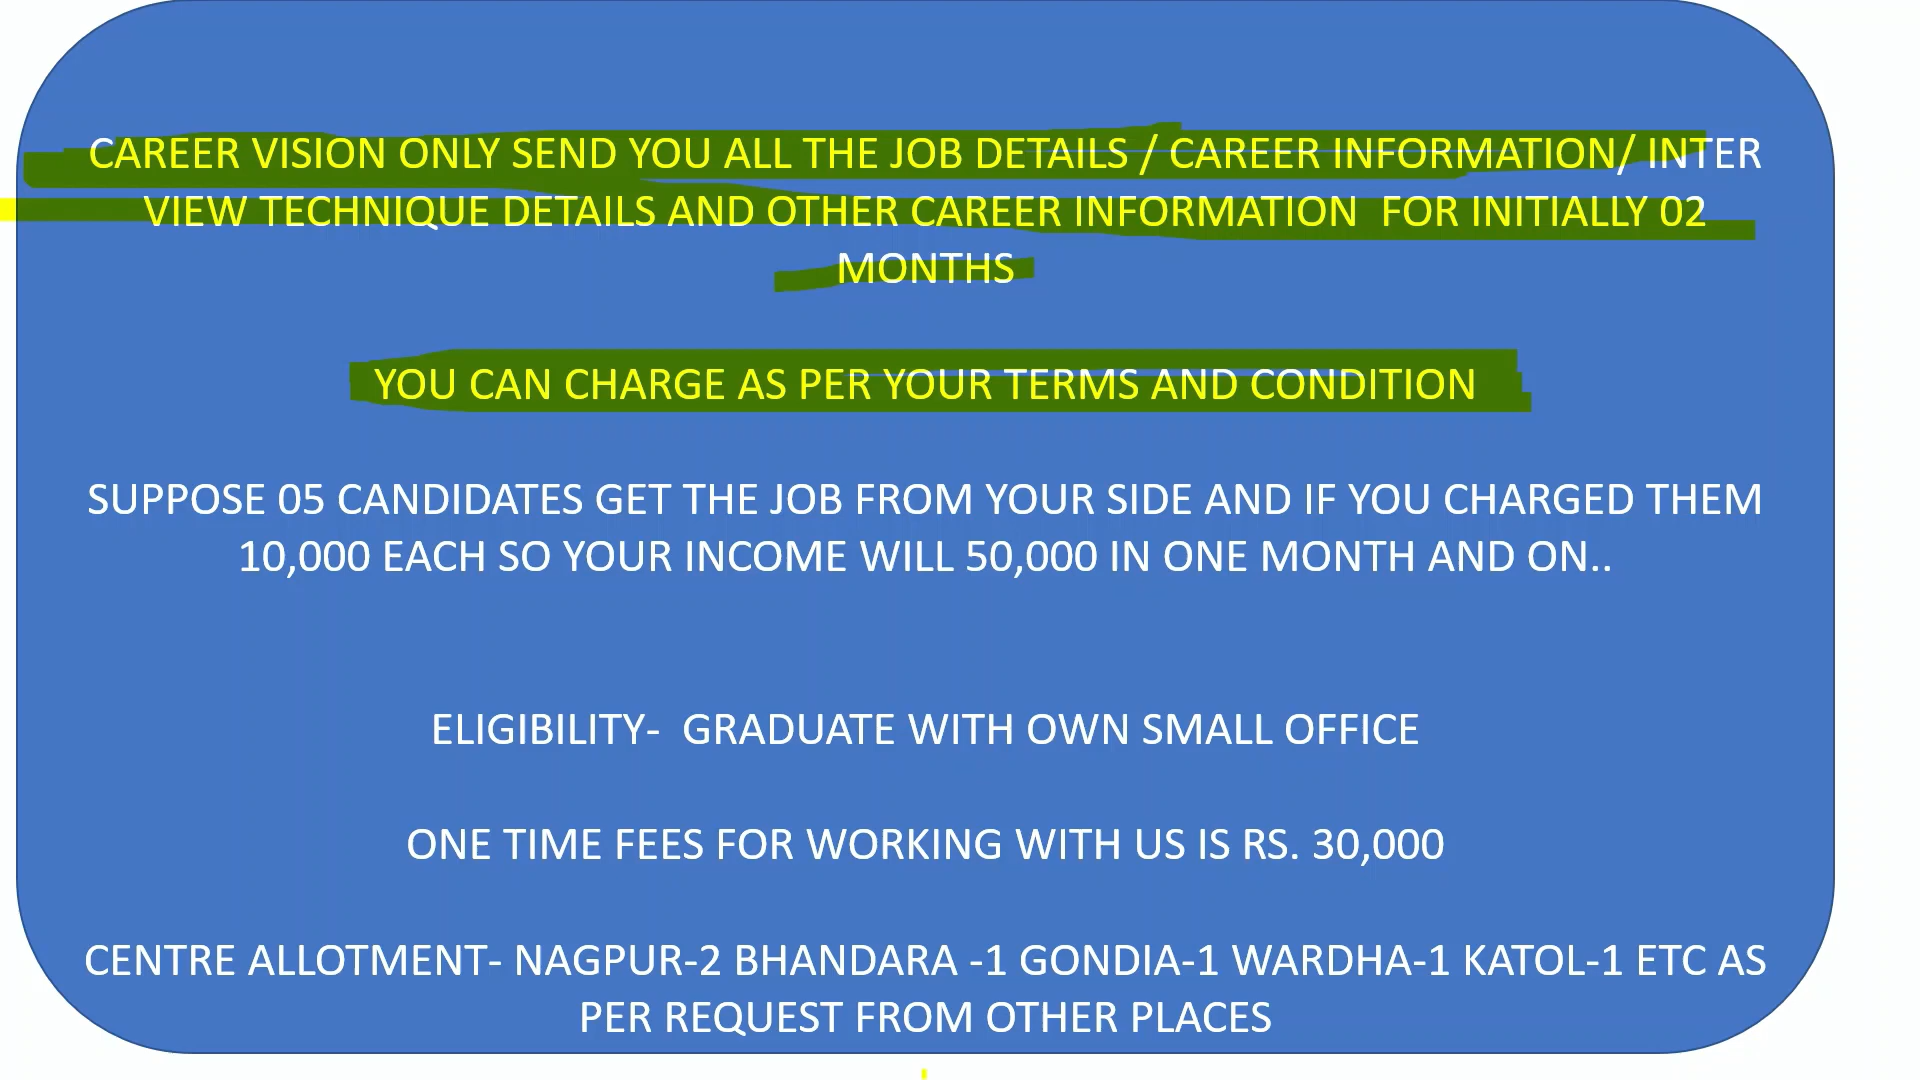 CAREER VISION ONLY SEND YOU ALL THE JOB DETAILS / CAREER INFORMATION/ INTER
VIEW TECHNIQUE DETAILS AND OTHER CAREER INFORMATION  FOR INITIALLY 02
MONTHS
YOU CAN CHARGE AS PER YOUR TERMS AND CONDITION
SUPPOSE 05 CANDIDATES GET THE JOB FROM YOUR SIDE AND IF YOU CHARGED THEM
10,000 EACH SO YOUR INCOME WILL 50,000 IN ONE MONTH AND ON..
ELIGIBILITY-  GRADUATE WITH OWN SMALL OFFICE
ONE TIME FEES FOR WORKING WITH US IS RS. 30,000
CENTRE ALLOTMENT- NAGPUR-2 BHANDARA -1 GONDIA-1 WARDHA-1 KATOL-1 ETC AS
PER REQUEST FROM OTHER PLACES